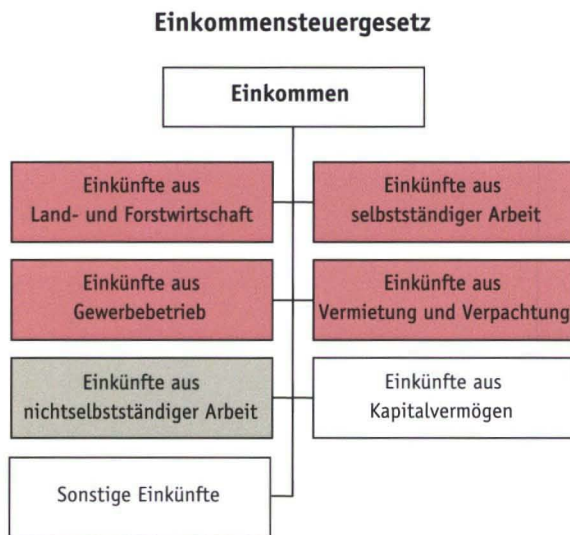 Einkommensteuergesetz
Einkommen
Einkünfte aus
Land- und Forstwirtschaft
Einkünfte aus
selbstständiger Arbeit
Einkünfte aus
Gewerbebetrieb
Einkünfte aus
Vermietung und Verpachtung
Einkünfte aus
nichtselbstständiger Arbeit
Einkünfte aus
Kapitalvermögen
Sonstige Einkünfte